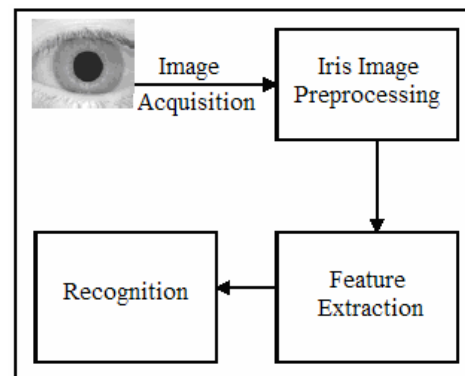 Image
Acquisition
Iris Image
Preprocessing
Feature
Extraction
Recognition